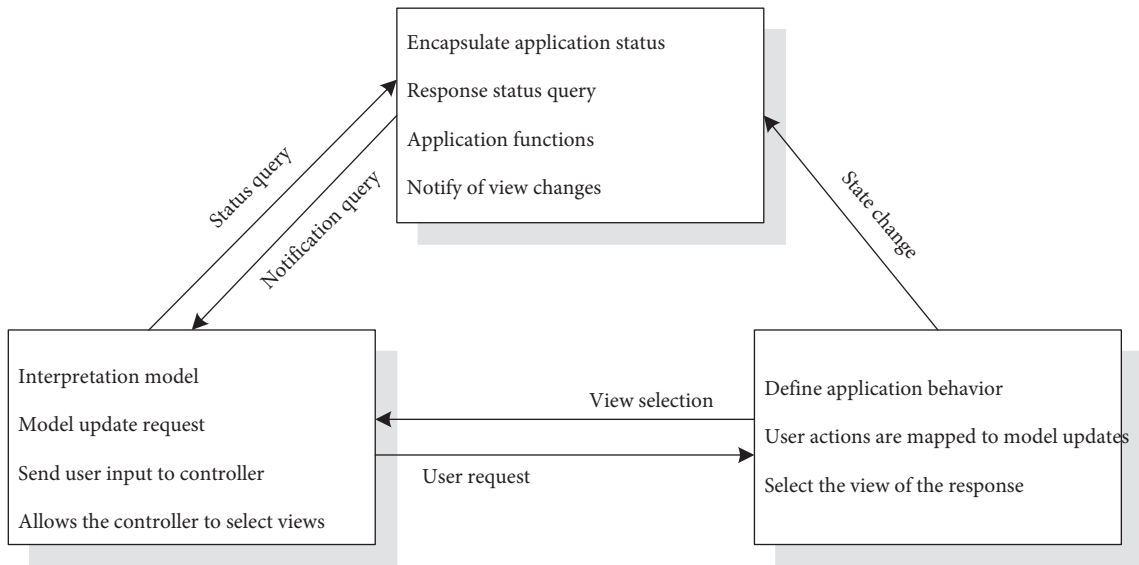 Encapsulate application status
Response status query
Application functions
Notify of view changes
Status query
Notification query
State change
Interpretation model
Model update request
Send user input to controller
Allows the controller to select views
View selection
User request
Define application behavior
User actions are mapped to model updates
Select the view of the response